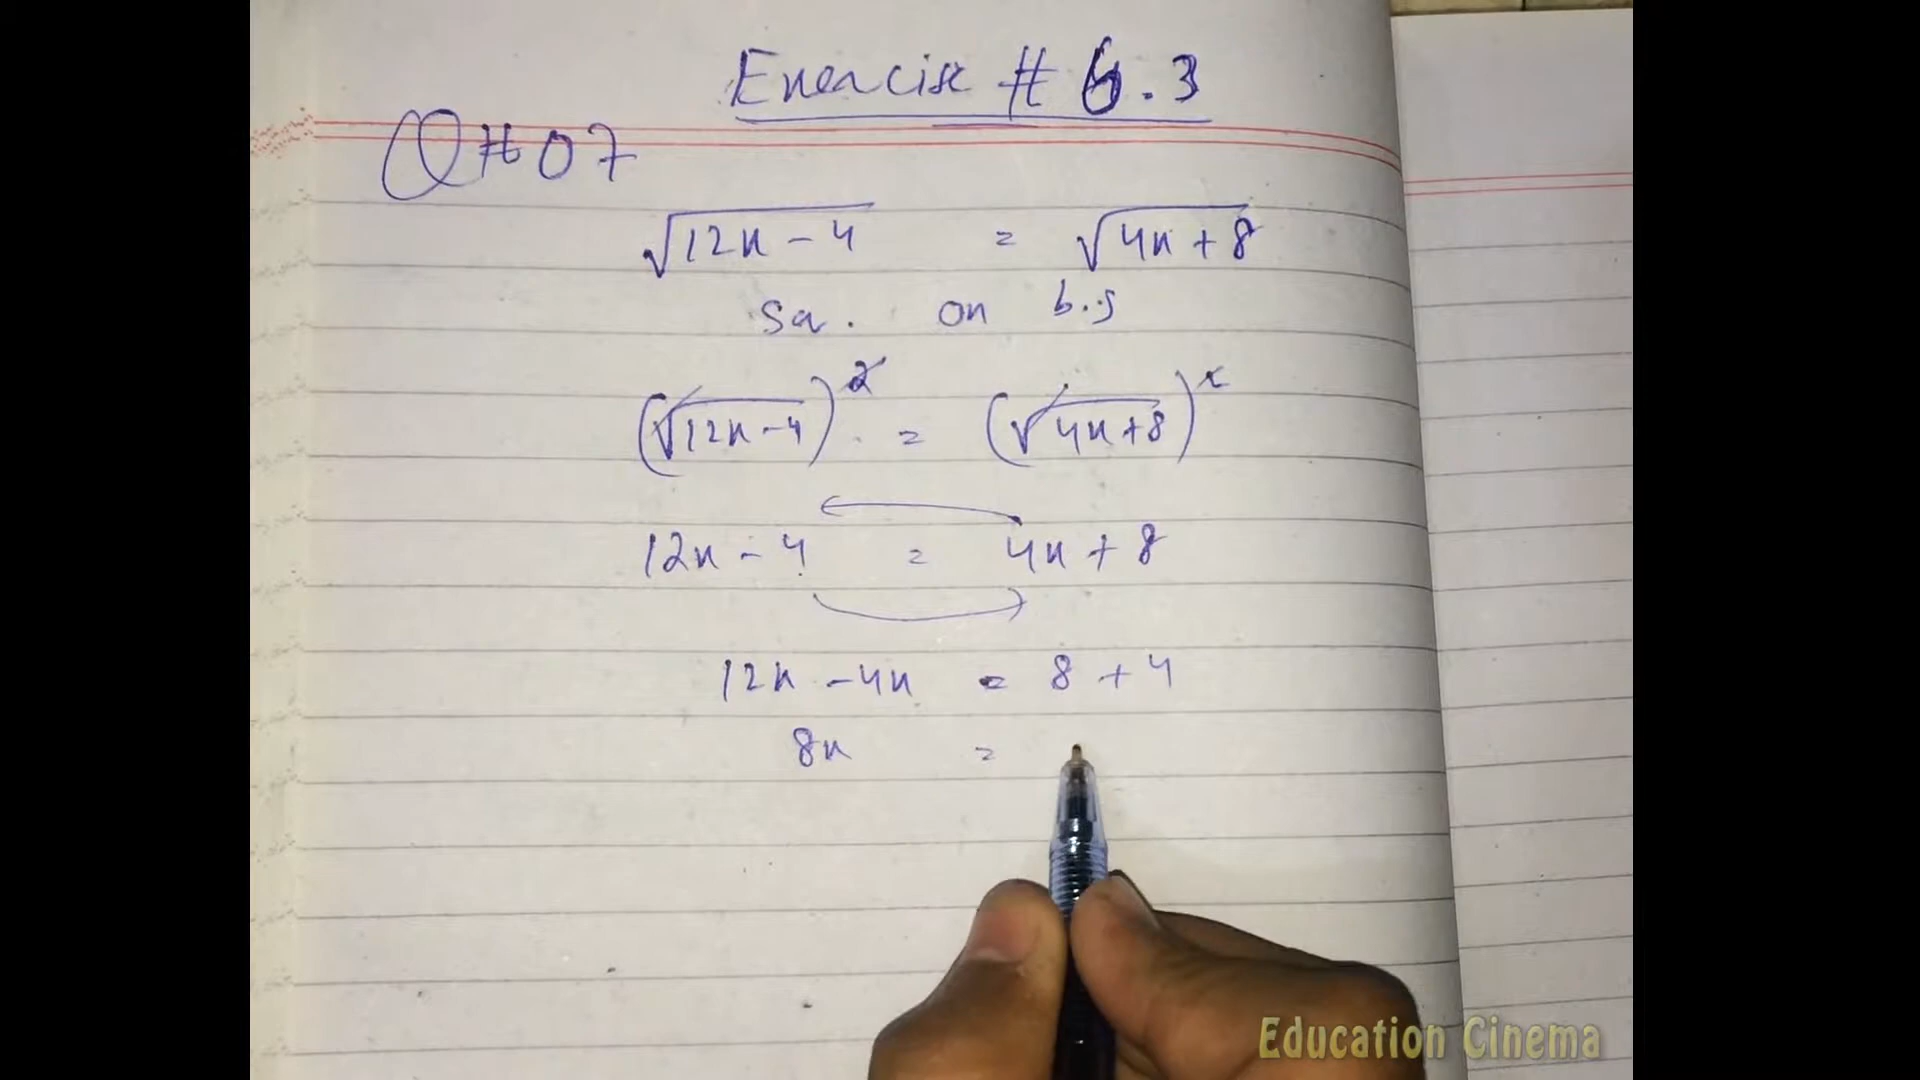 Exercise # 6.3
Q # 07
√12x - 4 = √4x + 8
Sq. on b.s
(√12x - 4)² = (√4x + 8)²
12x - 4 = 4x + 8
12x - 4x = 8 + 4
8x =
Education Cinema